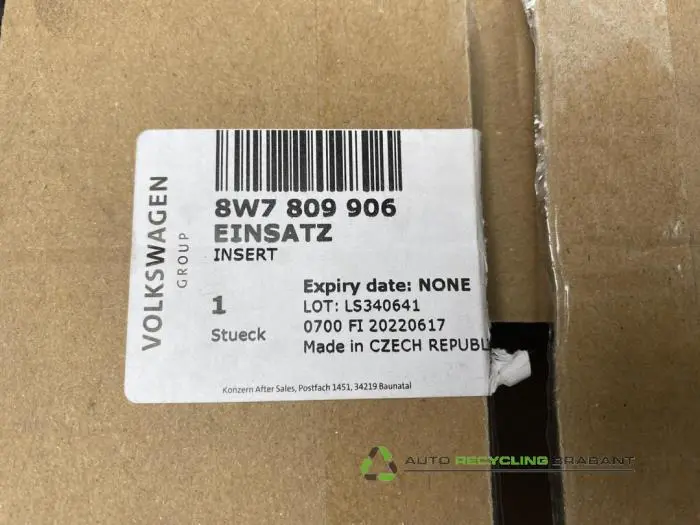 VOLKSWAGEN
GROUP
8W7 809 906
EINSATZ
INSERT
1
Stueck
Expiry date: NONE
LOT: LS340641
0700 FI 20220617
Made in CZECH REPUBL
Konzern After Sales, Postfach 1451, 34219 Baunatal
AUTO RECYCLING BRABANT